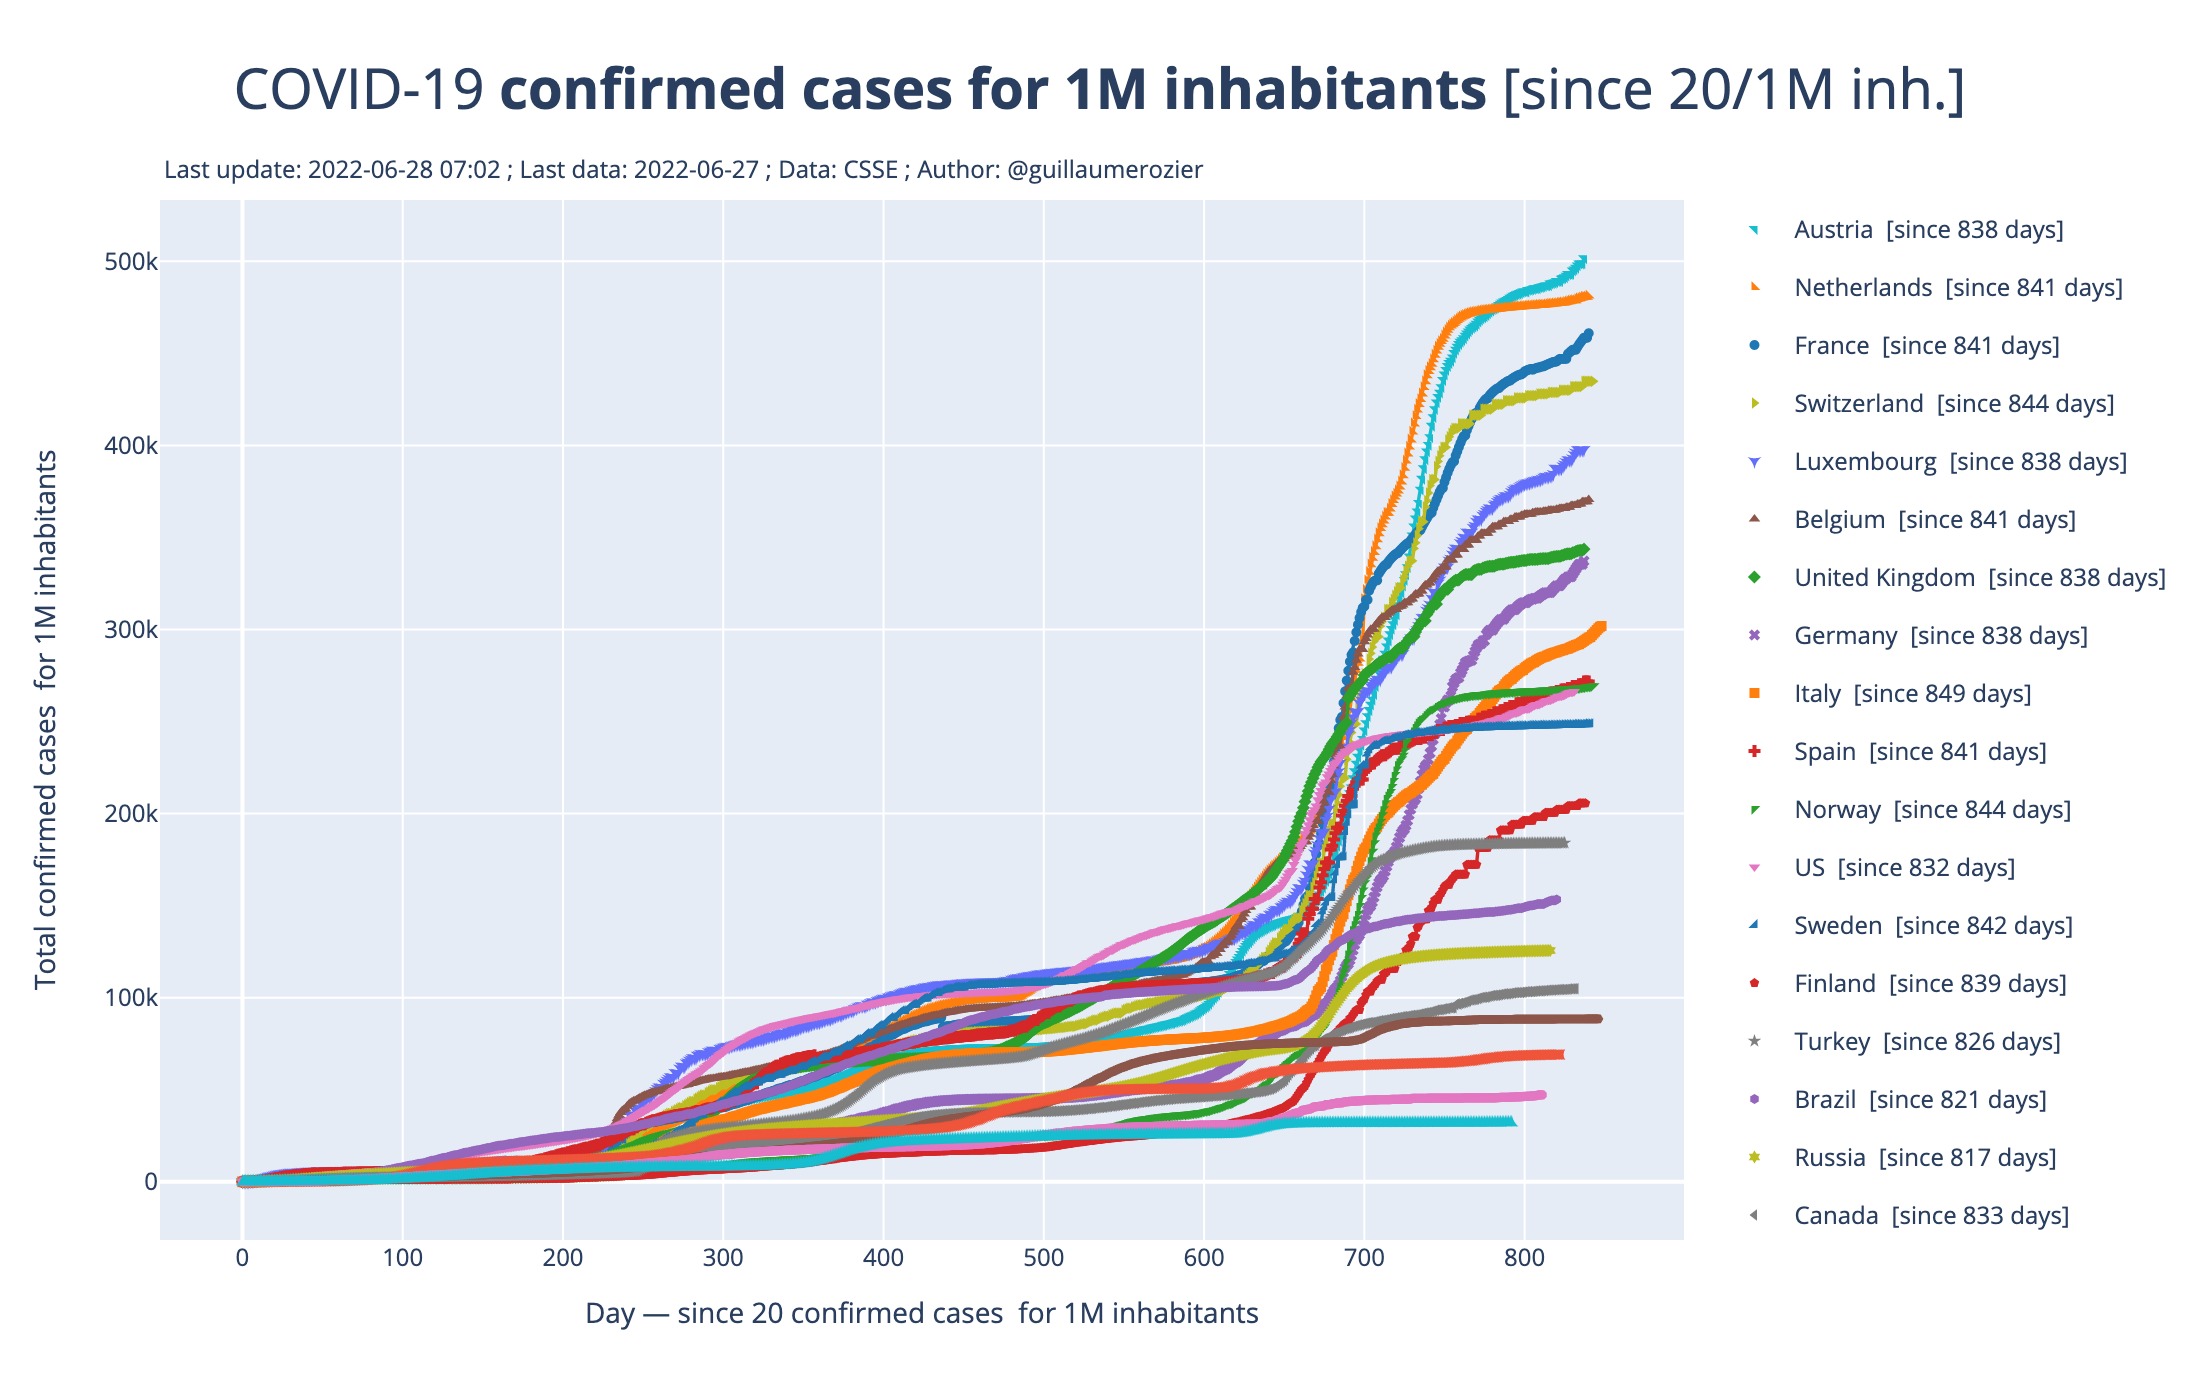 COVID-19 confirmed cases for 1M inhabitants [since 20/1M inh.]
Last update: 2022-06-28 07:02 ; Last data: 2022-06-27 ; Data: CSSE ; Author: @guillaumerozier
Total confirmed cases for 1M inhabitants
500k
400k
300k
200k
100k
0
0 100 200 300 400 500 600 700 800
Day — since 20 confirmed cases for 1M inhabitants
Austria [since 838 days]
Netherlands [since 841 days]
France [since 841 days]
Switzerland [since 844 days]
Luxembourg [since 838 days]
Belgium [since 841 days]
United Kingdom [since 838 days]
Germany [since 838 days]
Italy [since 849 days]
Spain [since 841 days]
Norway [since 844 days]
US [since 832 days]
Sweden [since 842 days]
Finland [since 839 days]
Turkey [since 826 days]
Brazil [since 821 days]
Russia [since 817 days]
Canada [since 833 days]